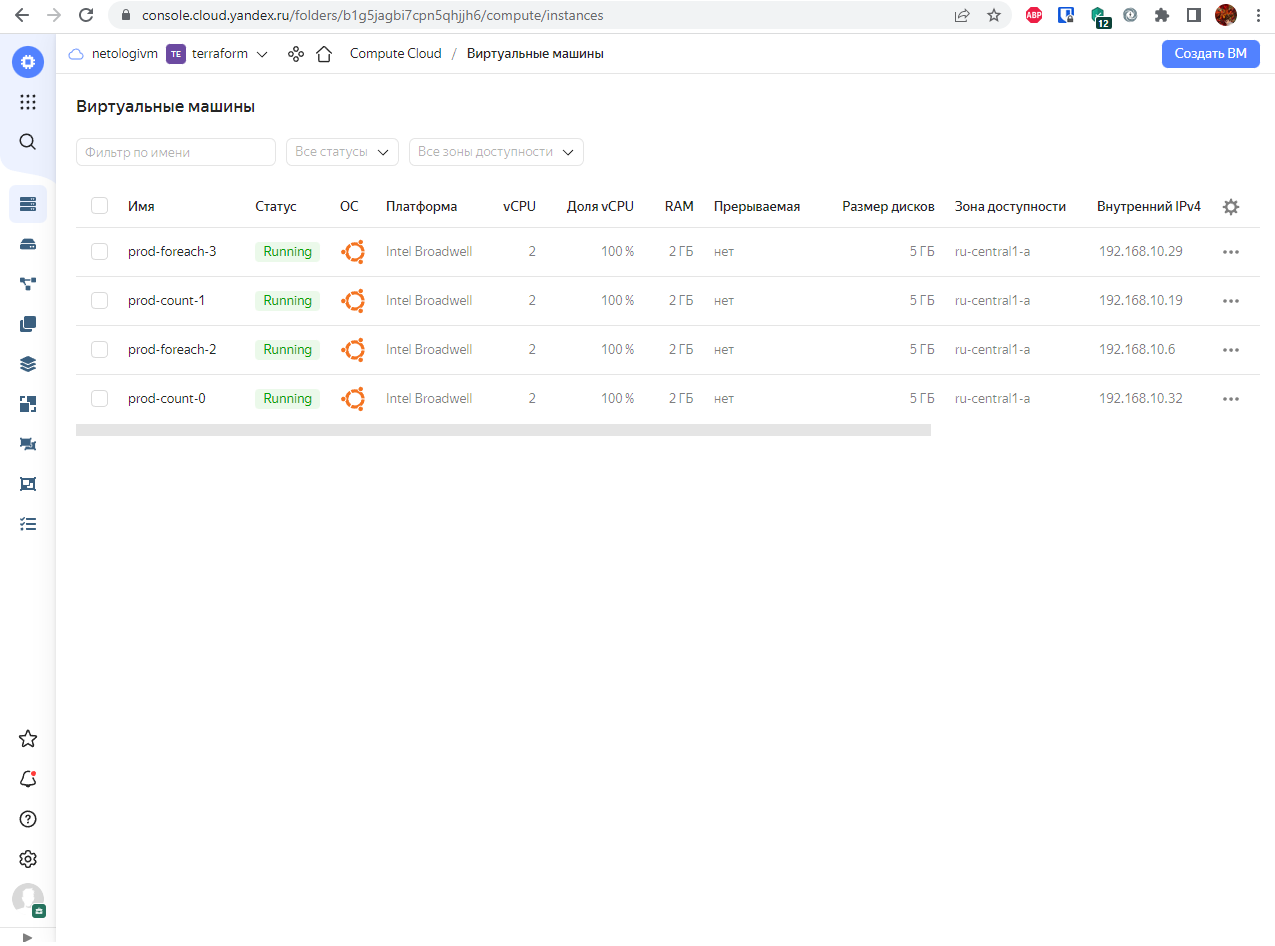 console.cloud.yandex.ru/folders/b1g5jagbi7cpn5qhjjh6/compute/instances
ABP
12
netologivm TE terraform Compute Cloud / Виртуальные машины Создать ВМ
Виртуальные машины
Фильтр по имени Все статусы Все зоны доступности
Имя Статус ОС Платформа vCPU Доля vCPU RAM Прерываемая Размер дисков Зона доступности Внутренний IPv4
prod-foreach-3 Running Intel Broadwell 2 100 % 2 ГБ нет 5 ГБ ru-central1-a 192.168.10.29
prod-count-1 Running Intel Broadwell 2 100 % 2 ГБ нет 5 ГБ ru-central1-a 192.168.10.19
prod-foreach-2 Running Intel Broadwell 2 100 % 2 ГБ нет 5 ГБ ru-central1-a 192.168.10.6
prod-count-0 Running Intel Broadwell 2 100 % 2 ГБ нет 5 ГБ ru-central1-a 192.168.10.32